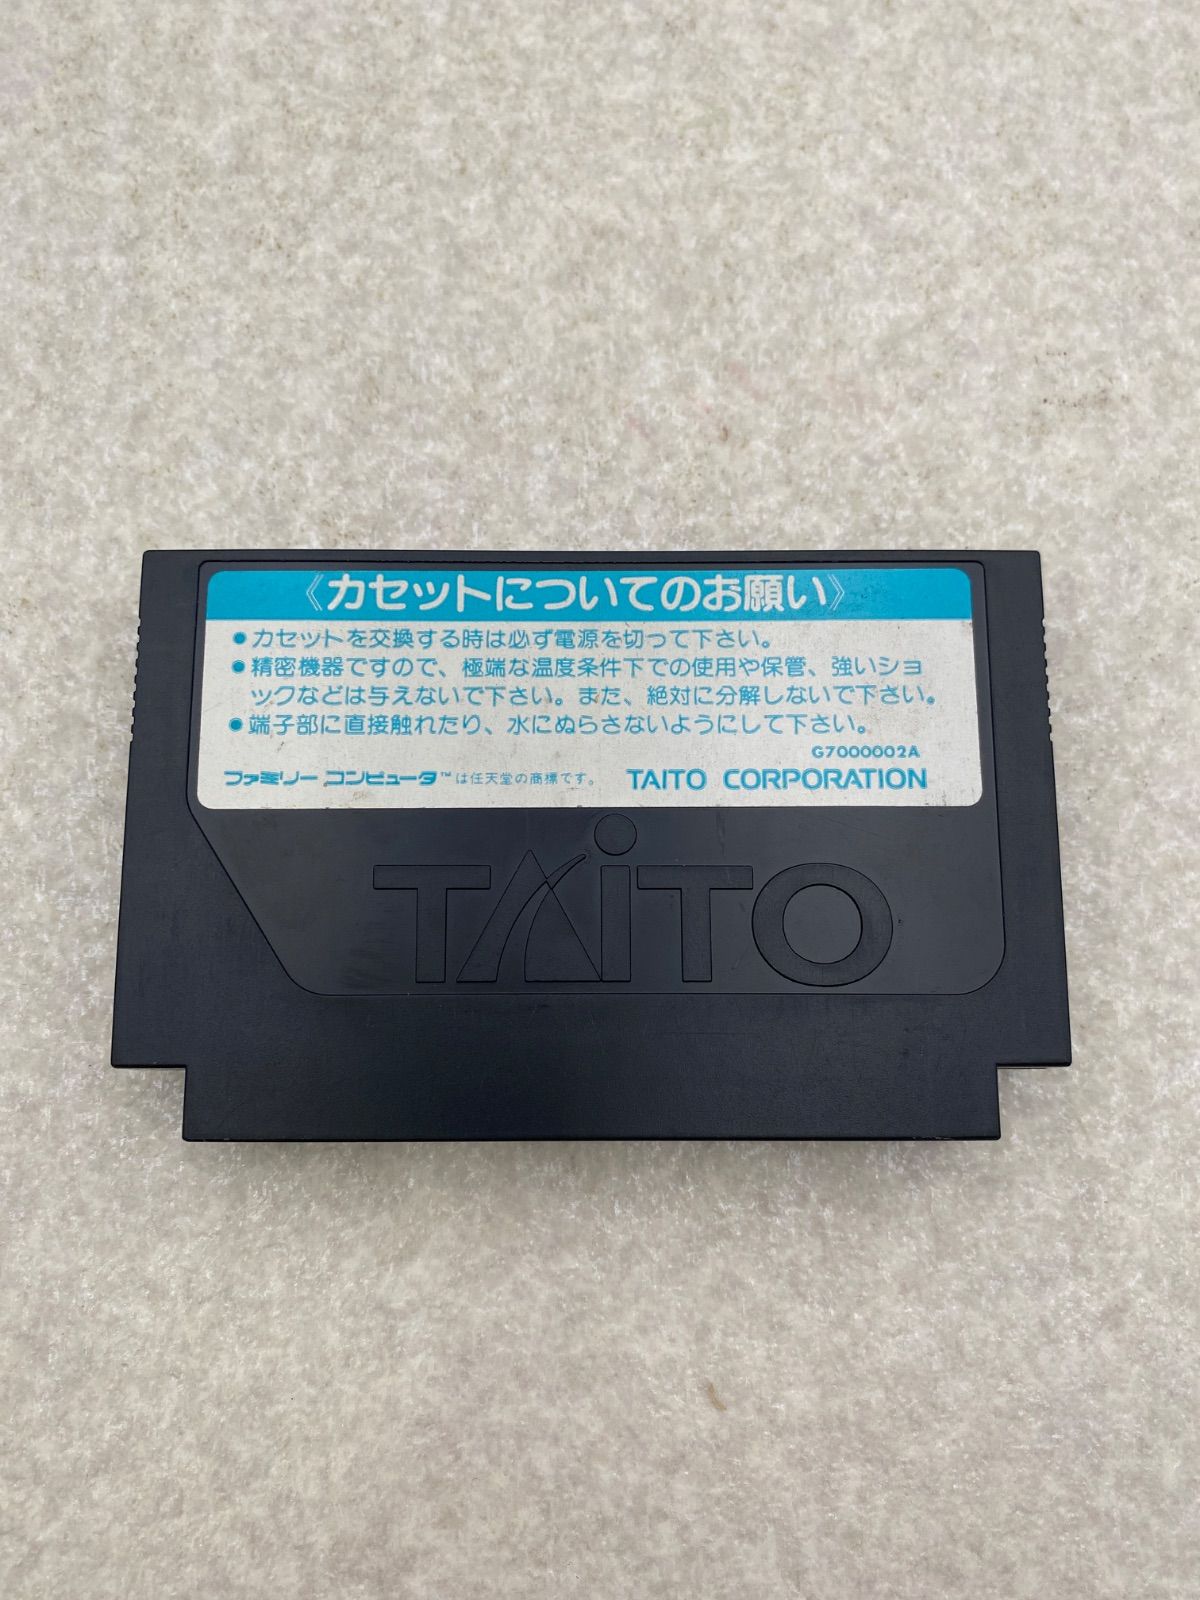 《カセットについてのお願い》
●カセットを交換する時は必ず電源を切って下さい。
●精密機器ですので、極端な温度条件下での使用や保管、強いショ
ックなどは与えないで下さい。また、絶対に分解しないで下さい。
●端子部に直接触れたり、水にぬらさないようにして下さい。
G7000002A
ファミリー コンピュータ™は任天堂の商標です。 TAITO CORPORATION
TAiTO